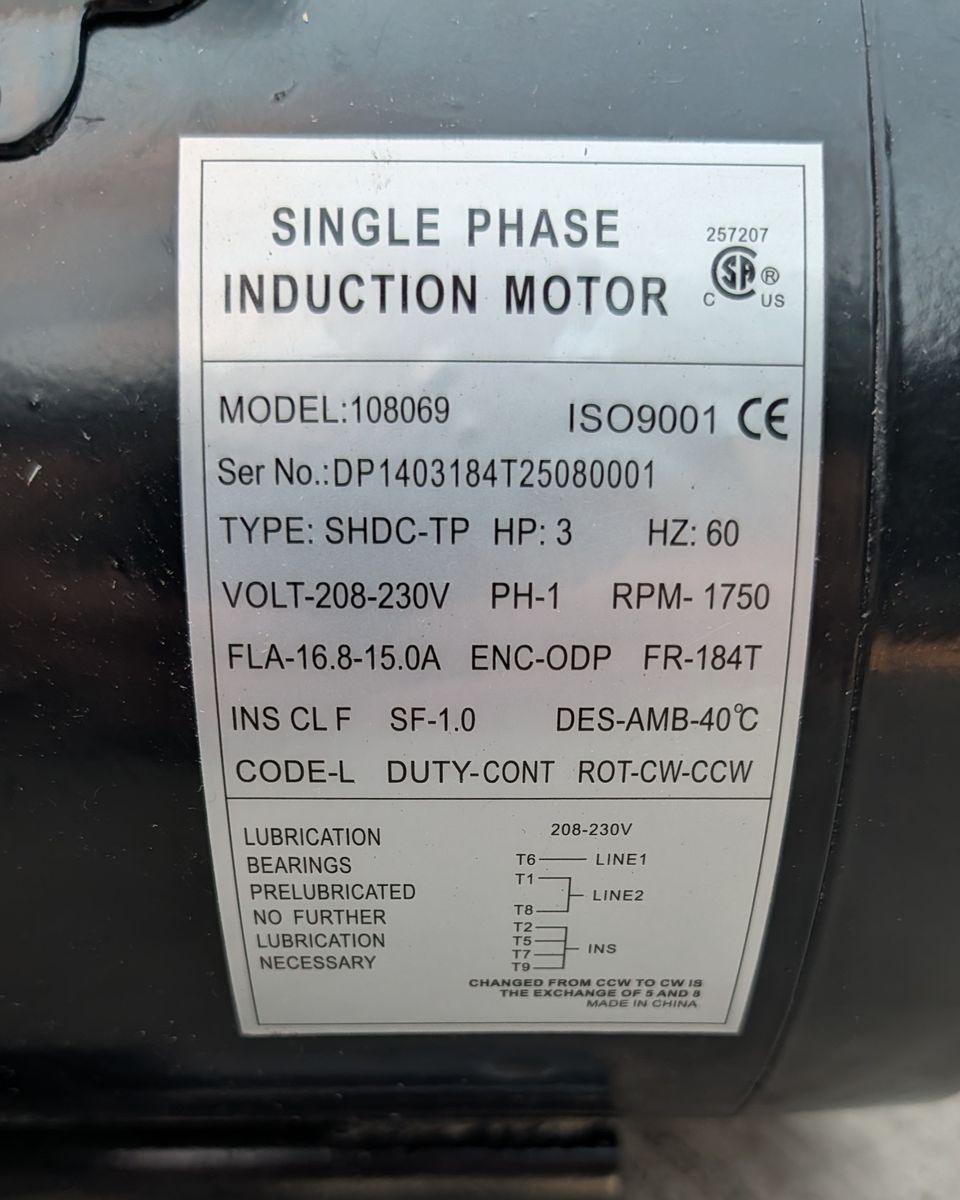 SINGLE PHASE
INDUCTION MOTOR
257207
SA ®
C US
MODEL:108069 ISO9001 CE
Ser No.:DP1403184T25080001
TYPE: SHDC-TP HP: 3 HZ: 60
VOLT-208-230V PH-1 RPM- 1750
FLA-16.8-15.0A ENC-ODP FR-184T
INS CL F SF-1.0 DES-AMB-40℃
CODE-L DUTY-CONT ROT-CW-CCW
LUBRICATION
BEARINGS
PRELUBRICATED
NO FURTHER
LUBRICATION
NECESSARY
208-230V
T6 LINE1
T1
LINE2
T8
T2
T5
INS
T7
T9
CHANGED FROM CCW TO CW IS
THE EXCHANGE OF 5 AND 8
MADE IN CHINA